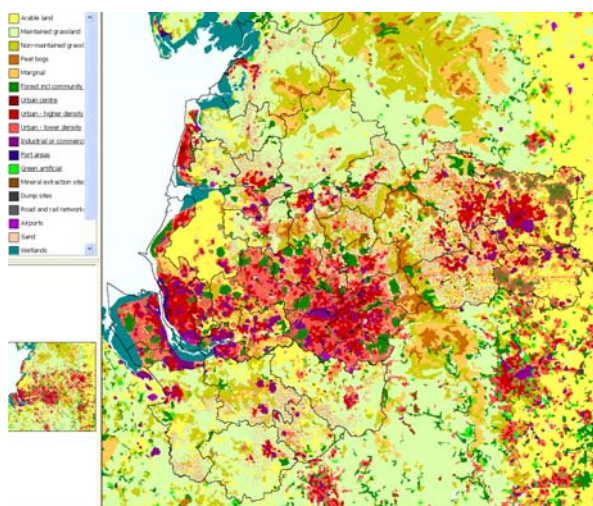 Arable land
Maintained grassland
Non-maintained grassl
Peat bogs
Marginal
Forest incl community
Urban centre
Urban - higher density
Urban - lower density
Industrial or commerc
Port areas
Green artificial
Mineral extraction sites
Dump sites
Road and rail network
Airports
Sand
Wetlands